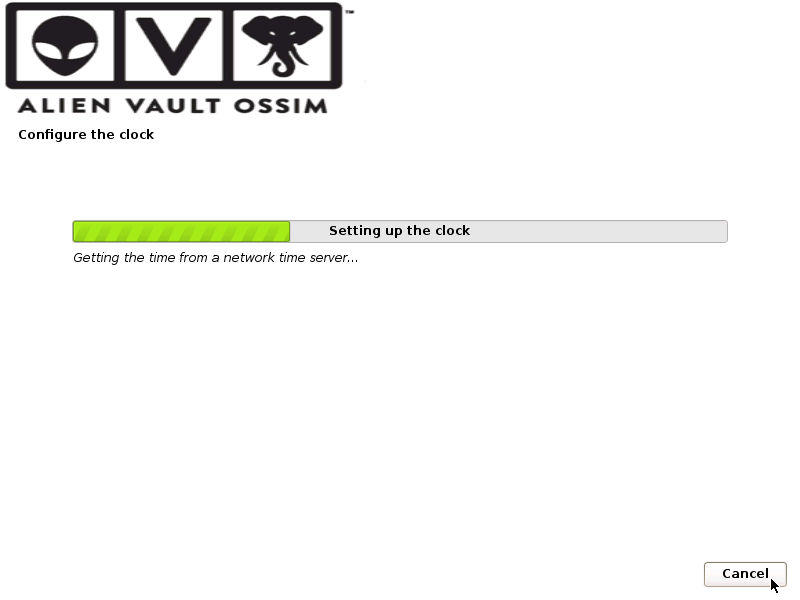 ™
ALIEN VAULT OSSIM
Configure the clock
Setting up the clock
Getting the time from a network time server...
Cancel